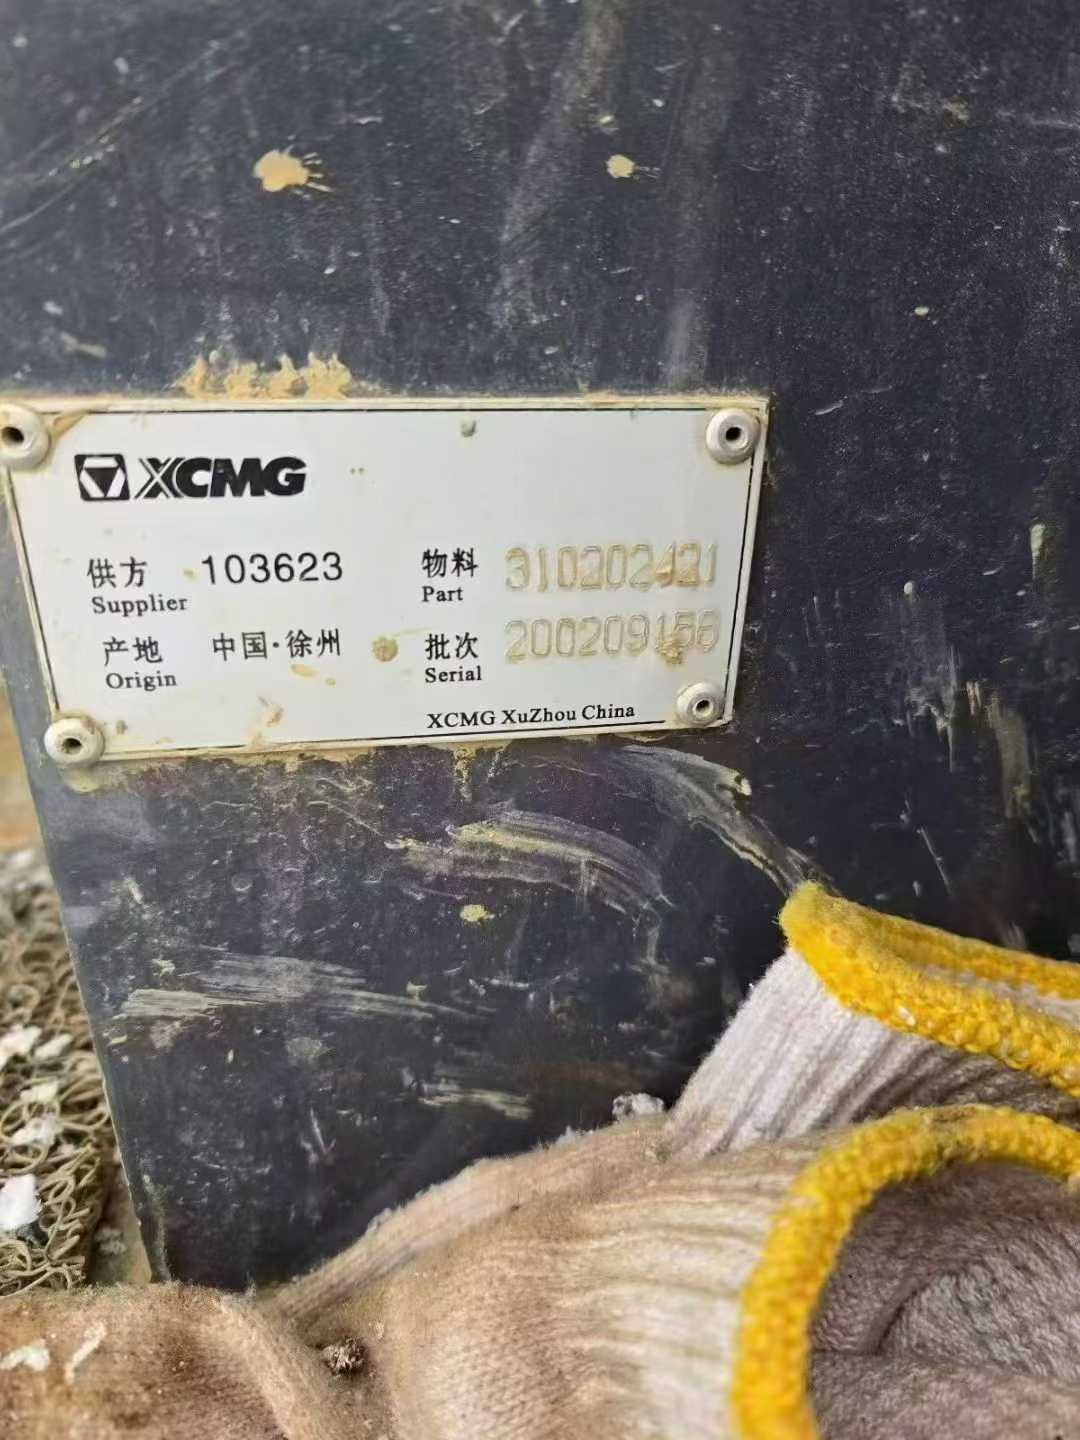 XCMG
供方 103623 物料 310202421
Supplier Part
产地 中国·徐州 批次 200209158
Origin Serial
XCMG XuZhou China